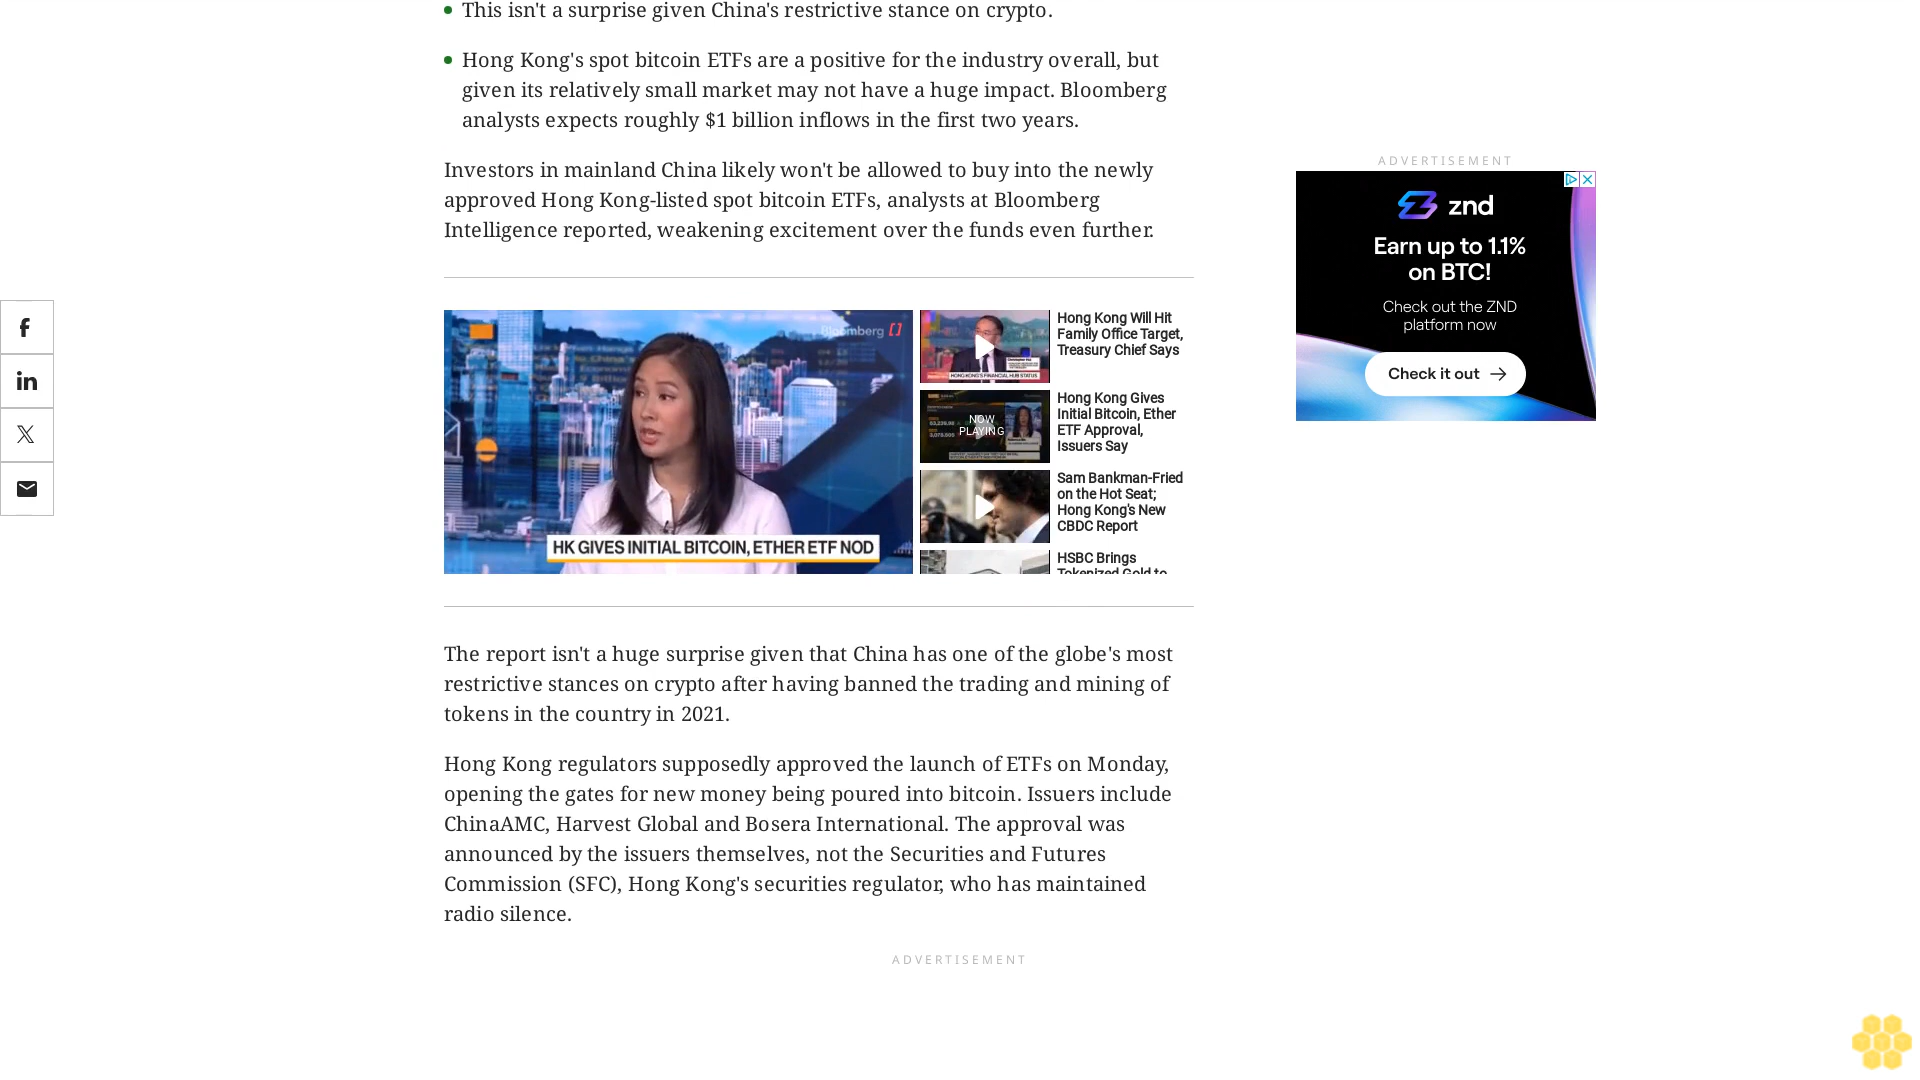 This isn't a surprise given China's restrictive stance on crypto.
Hong Kong's spot bitcoin ETFs are a positive for the industry overall, but
given its relatively small market may not have a huge impact. Bloomberg
analysts expects roughly $1 billion inflows in the first two years.
Investors in mainland China likely won't be allowed to buy into the newly
approved Hong Kong-listed spot bitcoin ETFs, analysts at Bloomberg
Intelligence reported, weakening excitement over the funds even further.
Bloomberg
HK GIVES INITIAL BITCOIN, ETHER ETF NOD
Hong Kong Will Hit
Family Office Target,
Treasury Chief Says
HONG KONG'S FINANCIAL HUB STATUS
Hong Kong Gives
Initial Bitcoin, Ether
ETF Approval,
Issuers Say
NOW
PLAYING
Sam Bankman-Fried
on the Hot Seat;
Hong Kong's New
CBDC Report
HSBC Brings
Tokenized Gold to
The report isn't a huge surprise given that China has one of the globe's most
restrictive stances on crypto after having banned the trading and mining of
tokens in the country in 2021.
Hong Kong regulators supposedly approved the launch of ETFs on Monday,
opening the gates for new money being poured into bitcoin. Issuers include
ChinaAMC, Harvest Global and Bosera International. The approval was
announced by the issuers themselves, not the Securities and Futures
Commission (SFC), Hong Kong's securities regulator, who has maintained
radio silence.
ADVERTISEMENT
ADVERTISEMENT
znd
Earn up to 1.1%
on BTC!
Check out the ZND
platform now
Check it out